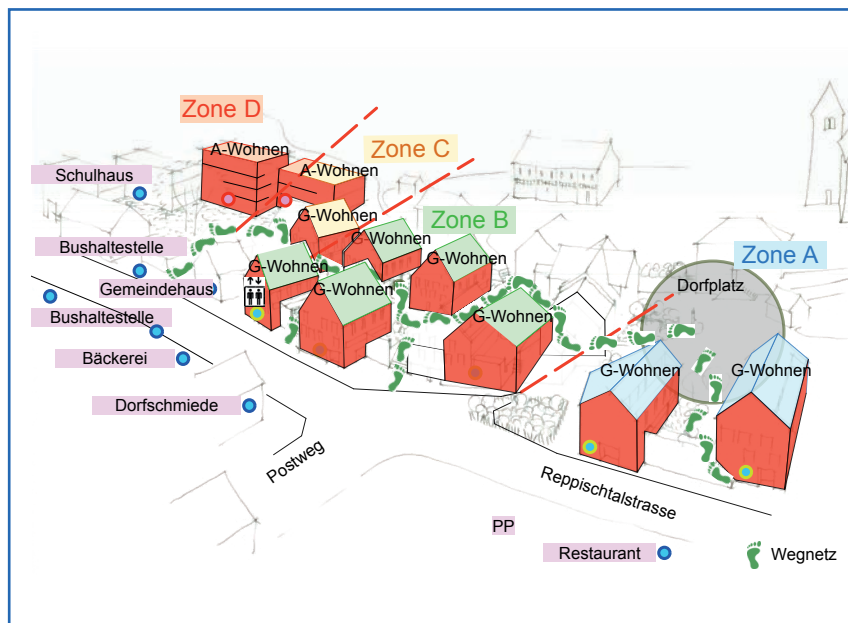 Zone D
A-Wohnen
Zone C
Schulhaus
A-Wohnen
G-Wohnen
Zone B
Bushaltestelle
G-Wohnen
G-Wohnen
Zone A
G-Wohnen
Gemeindehaus
G-Wohnen
Dorfplatz
Bushaltestelle
G-Wohnen
Bäckerei
G-Wohnen
G-Wohnen
Dorfschmiede
Postweg
Reppischtalstrasse
PP
Restaurant
Wegnetz